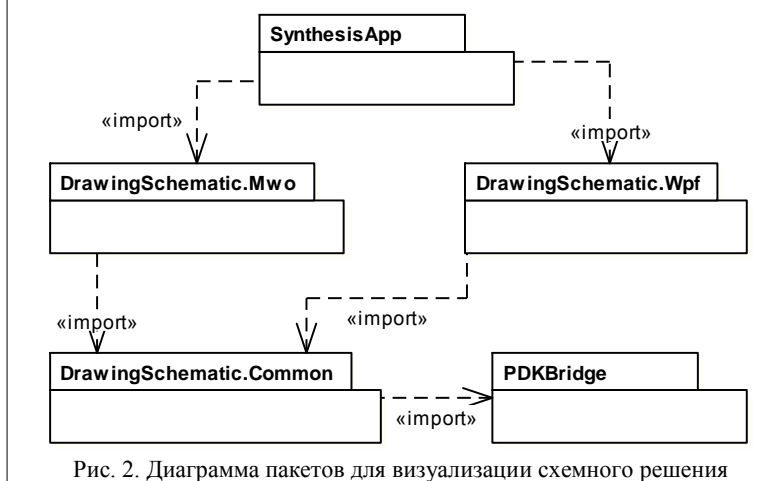 SynthesisApp
«import»
«import»
DrawingSchematic.Mwo
DrawingSchematic.Wpf
«import»
«import»
DrawingSchematic.Common
PDKBridge
«import»
Рис. 2. Диаграмма пакетов для визуализации схемного решения